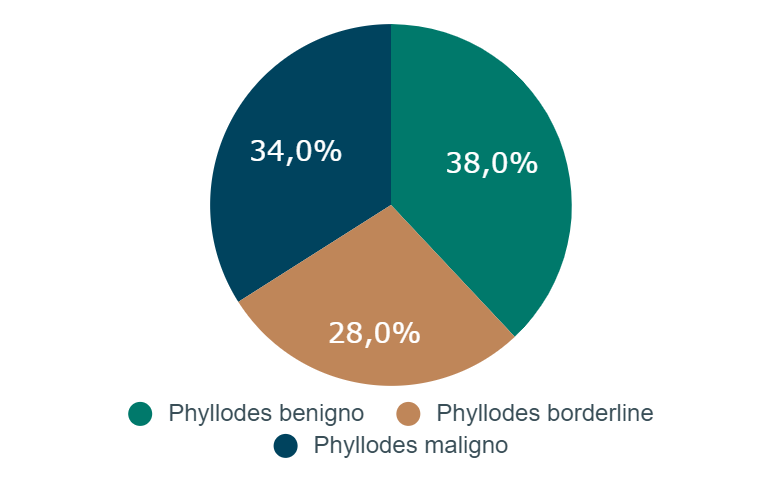 34,0%
38,0%
28,0%
Phyllodes benigno
Phyllodes borderline
Phyllodes maligno